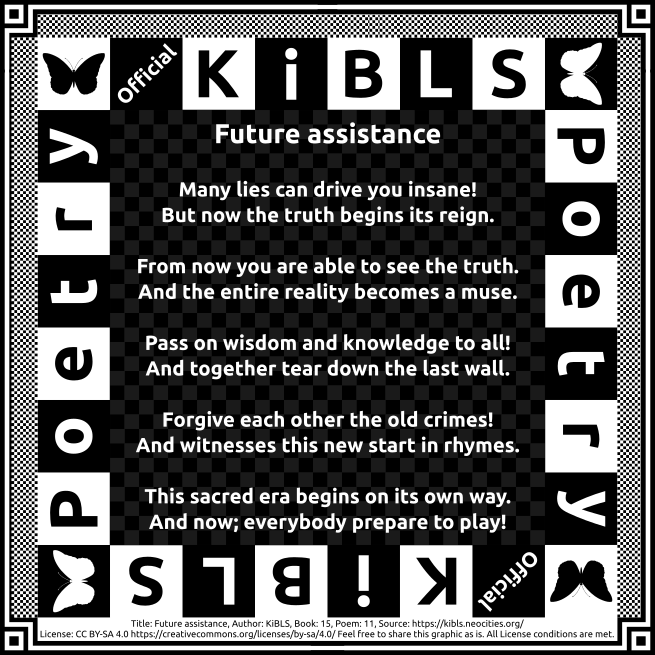 Official KiBLS
Poetry
Poetry
Future assistance
Many lies can drive you insane!
But now the truth begins its reign.
From now you are able to see the truth.
And the entire reality becomes a muse.
Pass on wisdom and knowledge to all!
And together tear down the last wall.
Forgive each other the old crimes!
And witnesses this new start in rhymes.
This sacred era begins on its own way.
And now; everybody prepare to play!
Official KiBLS
Title: Future assistance, Author: KiBLS, Book: 15, Poem: 11, Source: https://kibls.neocities.org/
License: CC BY-SA 4.0 https://creativecommons.org/licenses/by-sa/4.0/ Feel free to share this graphic as is. All License conditions are met.